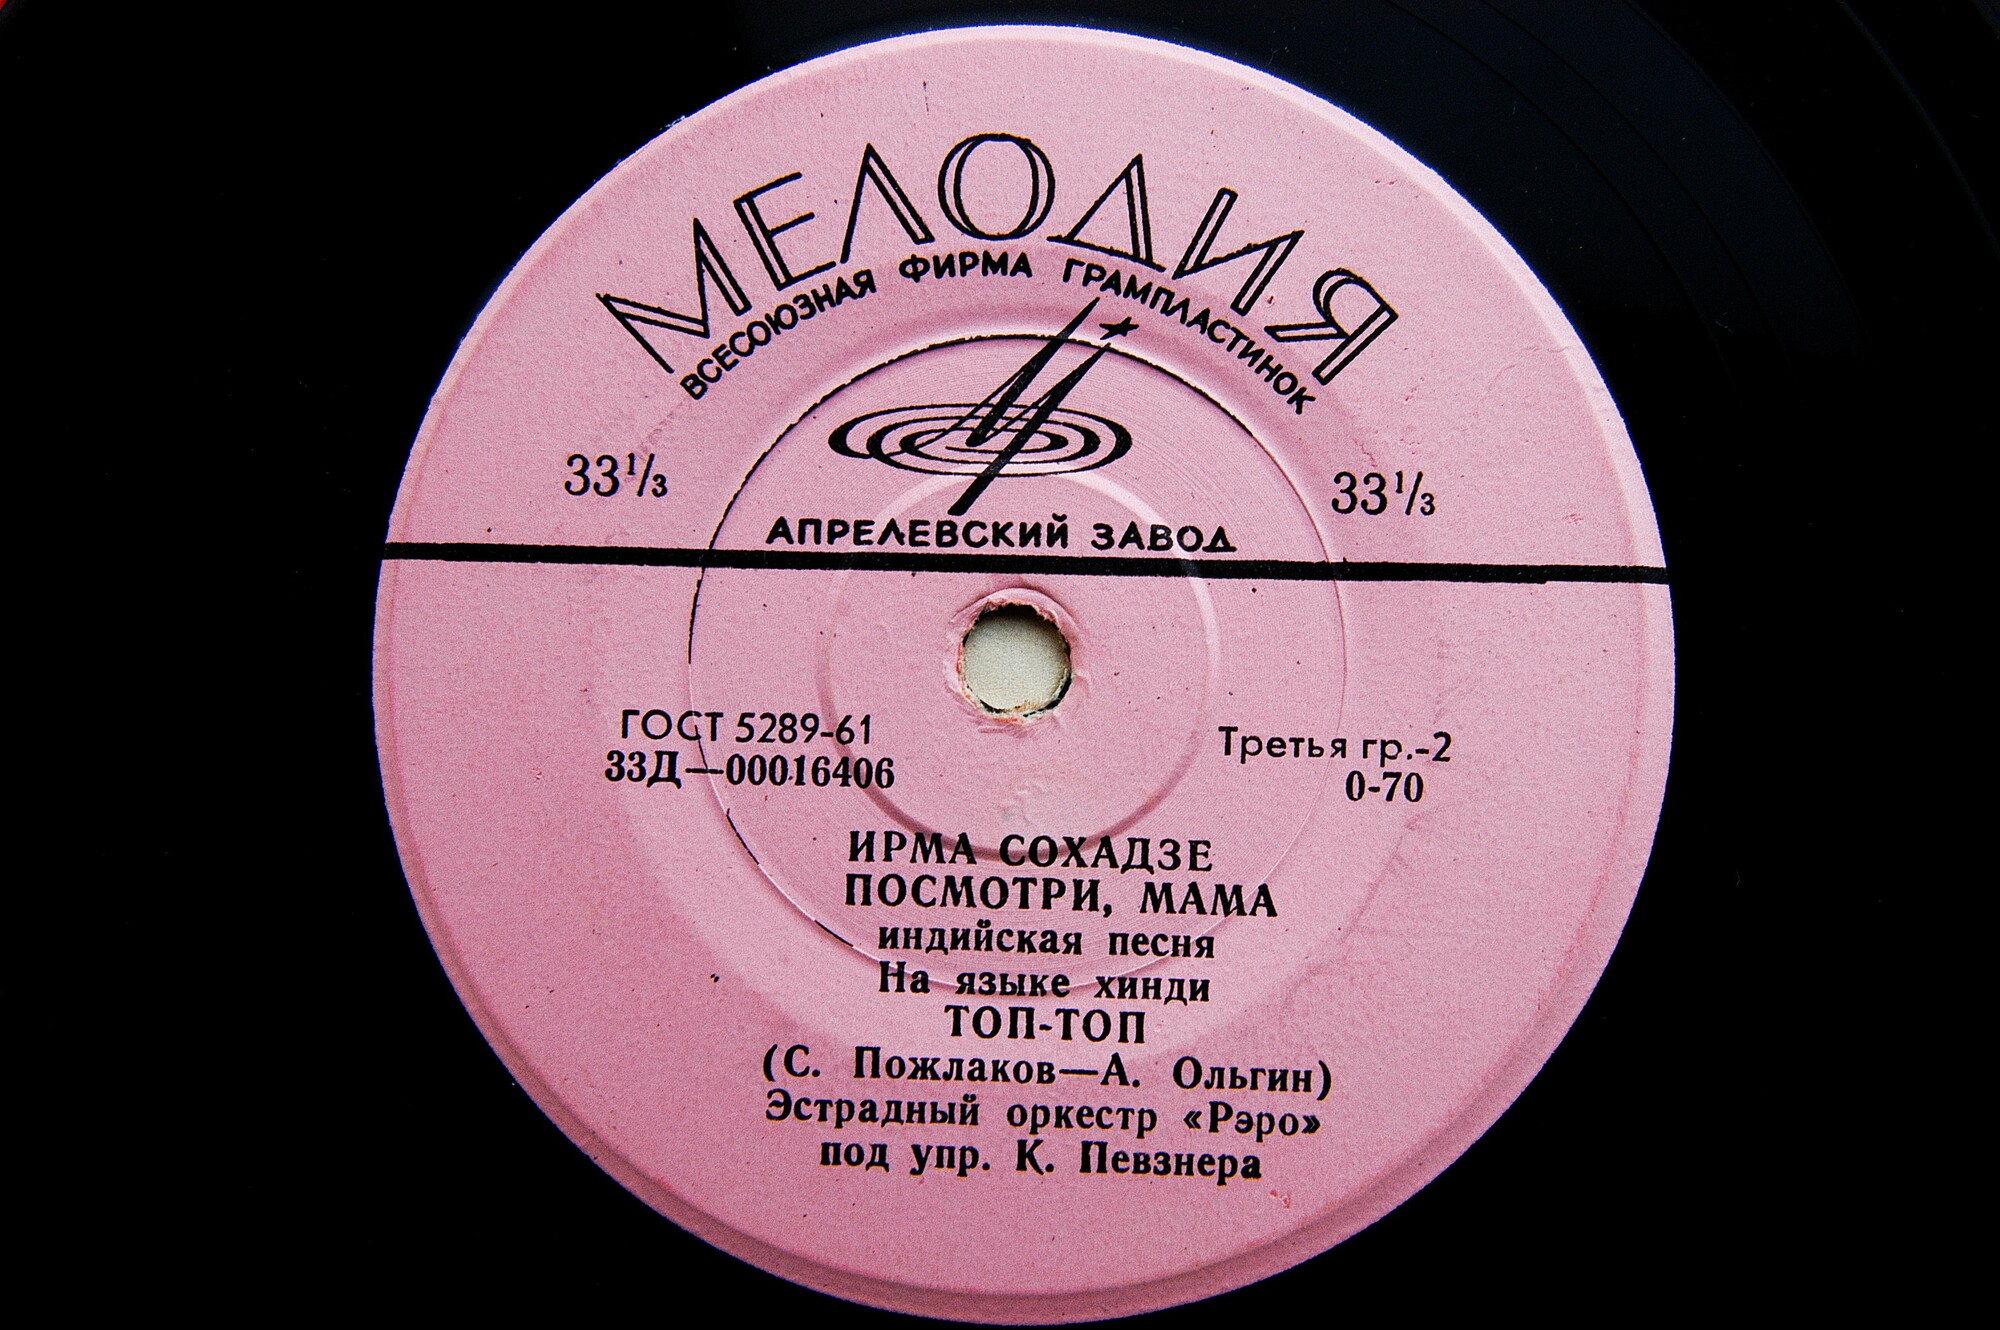 МЕЛОДИЯ
ВСЕСОЮЗНАЯ ФИРМА ГРАМПЛАСТИНОК
33⅓ 33⅓
АПРЕЛЕВСКИЙ ЗАВОД
ГОСТ 5289-61 Третья гр.-2
33Д—00016406 0-70
ИРМА СОХАДЗЕ
ПОСМОТРИ, МАМА
индийская песня
На языке хинди
ТОП-ТОП
(С. Пожлаков—А. Ольгин)
Эстрадный оркестр «Рэро»
под упр. К. Певзнера